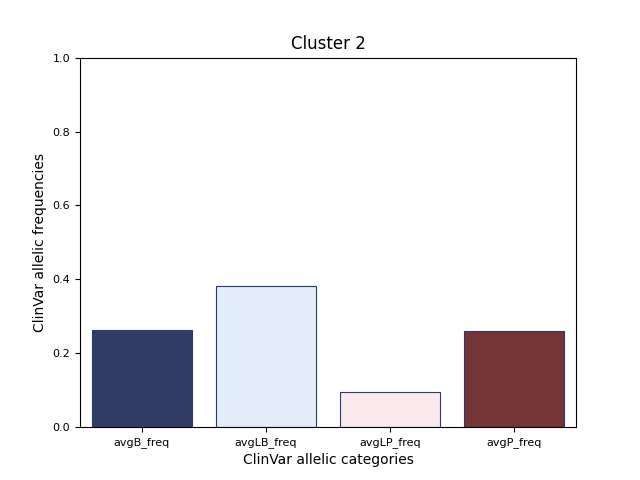 Cluster 2
1.0
0.8
0.6
0.4
0.2
0.0
ClinVar allelic frequencies
avgB_freq avgLB_freq avgLP_freq avgP_freq
ClinVar allelic categories